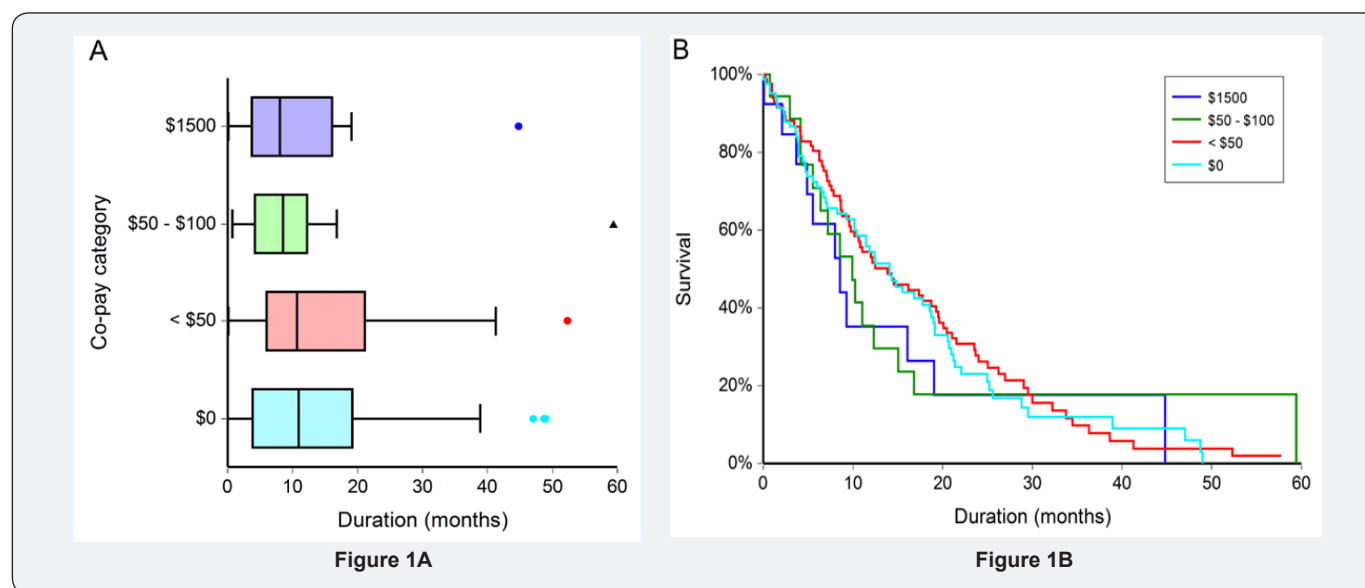 A
Co-pay category
$1500
$50 - $100
< $50
$0
0 10 20 30 40 50 60
Duration (months)
Figure 1A
B
Survival
100%
80%
60%
40%
20%
0%
$1500
$50 - $100
< $50
$0
0 10 20 30 40 50 60
Duration (months)
Figure 1B